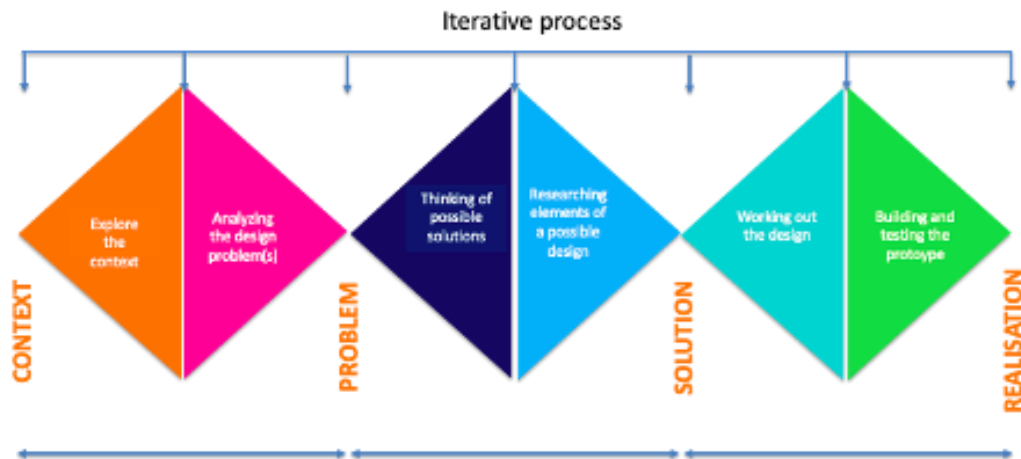 Iterative process
Explore
the
context
Analyzing
the design
problem(s)
Thinking of
possible
solutions
Researching
elements of
a possible
design
Working out
the design
Building and
testing the
protoype
CONTEXT
PROBLEM
SOLUTION
REALISATION